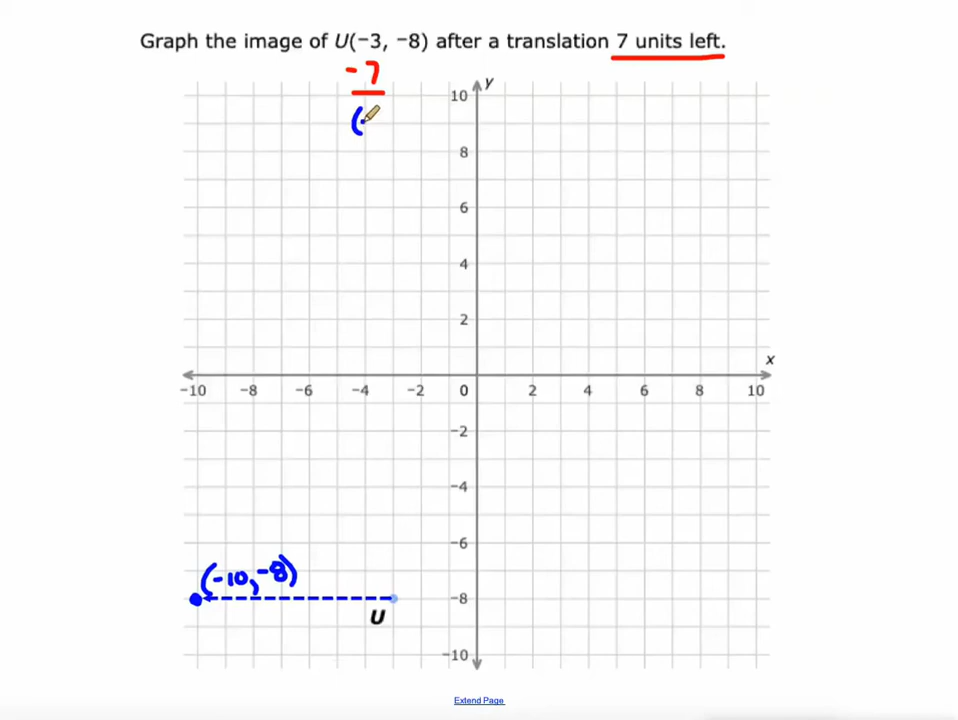 Graph the image of U(−3, −8) after a translation 7 units left.
-7
(
y
10
8
6
4
2
x
−10 −8 −6 −4 −2 0 2 4 6 8 10
−2
−4
−6
(-10,-8)
−8
U
−10
Extend Page